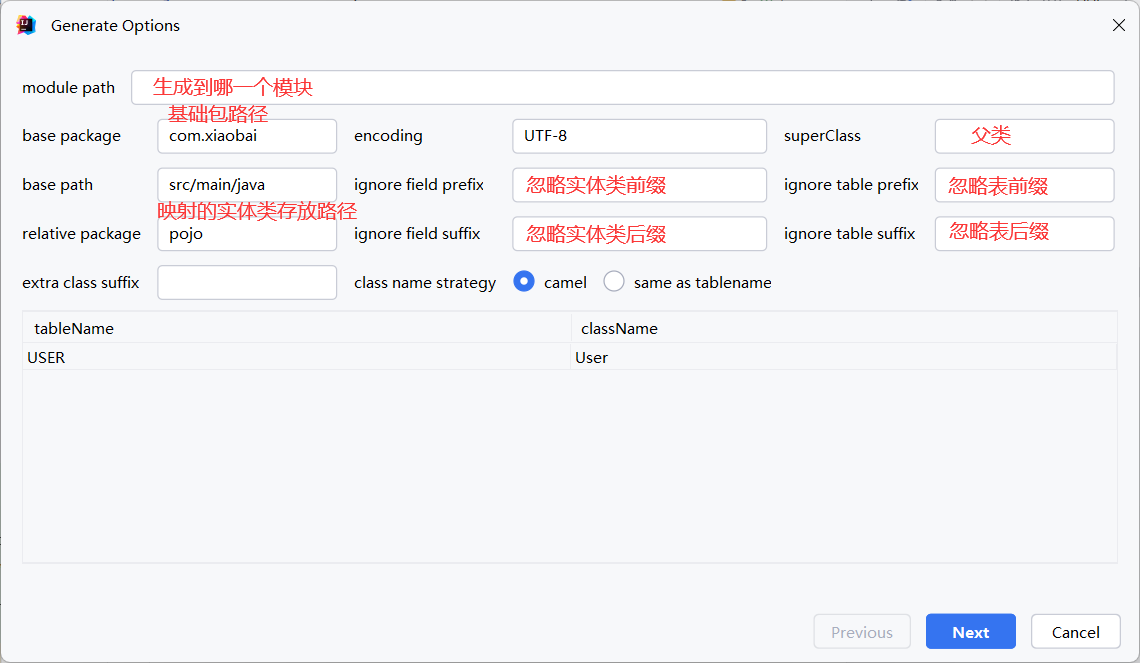 Generate Options
module path 生成到哪一个模块
基础包路径
base package com.xiaobai encoding UTF-8 superClass 父类
base path src/main/java ignore field prefix 忽略实体类前缀 ignore table prefix 忽略表前缀
映射的实体类存放路径
relative package pojo ignore field suffix 忽略实体类后缀 ignore table suffix 忽略表后缀
extra class suffix class name strategy camel same as tablename
tableName className
USER User
Previous Next Cancel